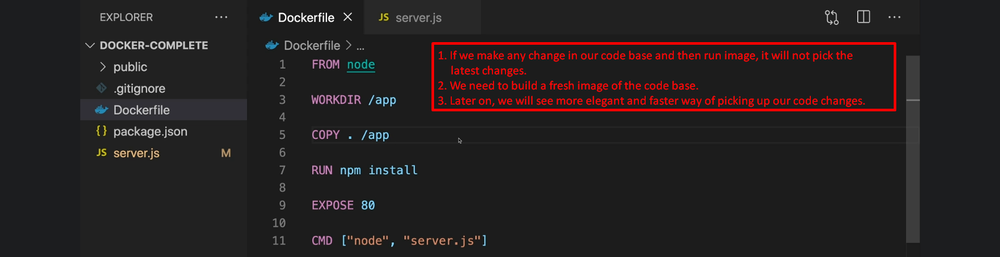 EXPLORER ...
DOCKER-COMPLETE
public
.gitignore
Dockerfile
{} package.json
JS server.js M
Dockerfile
JS server.js
...
Dockerfile > ...
1 FROM node
2
3 WORKDIR /app
4
5 COPY . /app
6
7 RUN npm install
8
9 EXPOSE 80
10
11 CMD ["node", "server.js"]
1. If we make any change in our code base and then run image, it will not pick the
latest changes.
2. We need to build a fresh image of the code base.
3. Later on, we will see more elegant and faster way of picking up our code changes.